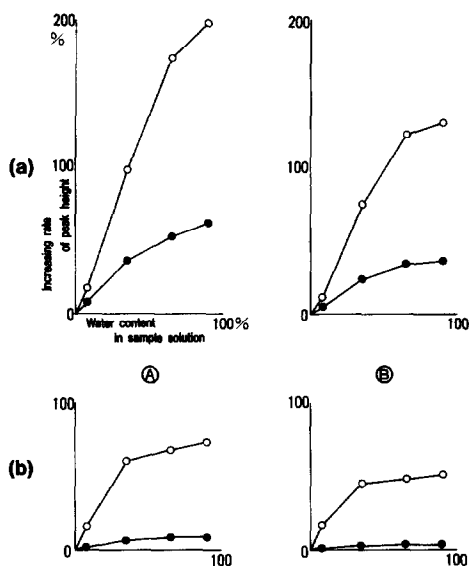 200
%
200
(a)
100
100
Increasing rate
of peak height
0
0
Water content
in sample solution
100%
100
Ⓐ
Ⓑ
100
100
(b)
0
0
100
100